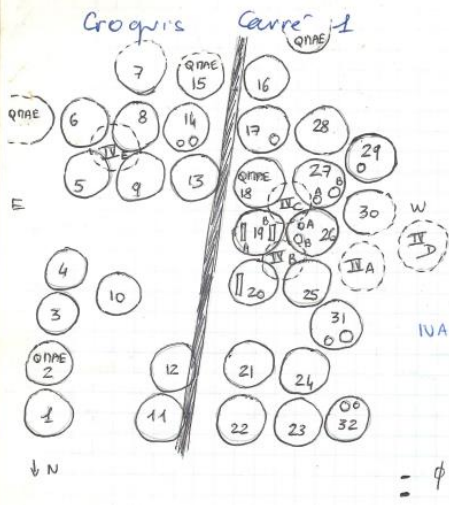 Croquis Carré 1
QNAE
7 QNAE 15 16
QNAE 6 8 14 17 28
IV E 29
5 9 13 QNAE 18 27 A B
E IV C 30 W
19 B A B 26 IV D
4 IV B IV A
10 20 25
3 31
IVA
QNAE 2 12 21 24
1 11 22 23 32
↓ N = ϕ